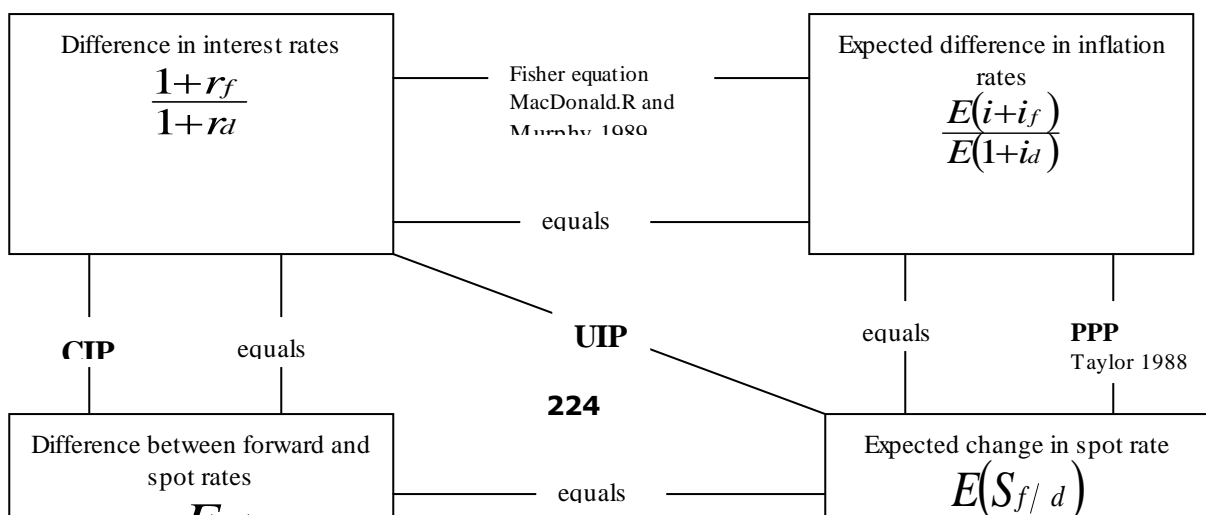 Difference in interest rates
1+rf
1+rd
Fisher equation
MacDonald.R and
Murphy 1989
Expected difference in inflation
rates
E(i+if)
E(1+id)
equals
CIP
equals
UIP
equals
PPP
Taylor 1988
224
Difference between forward and
spot rates
equals
Expected change in spot rate
E(Sf/ d)